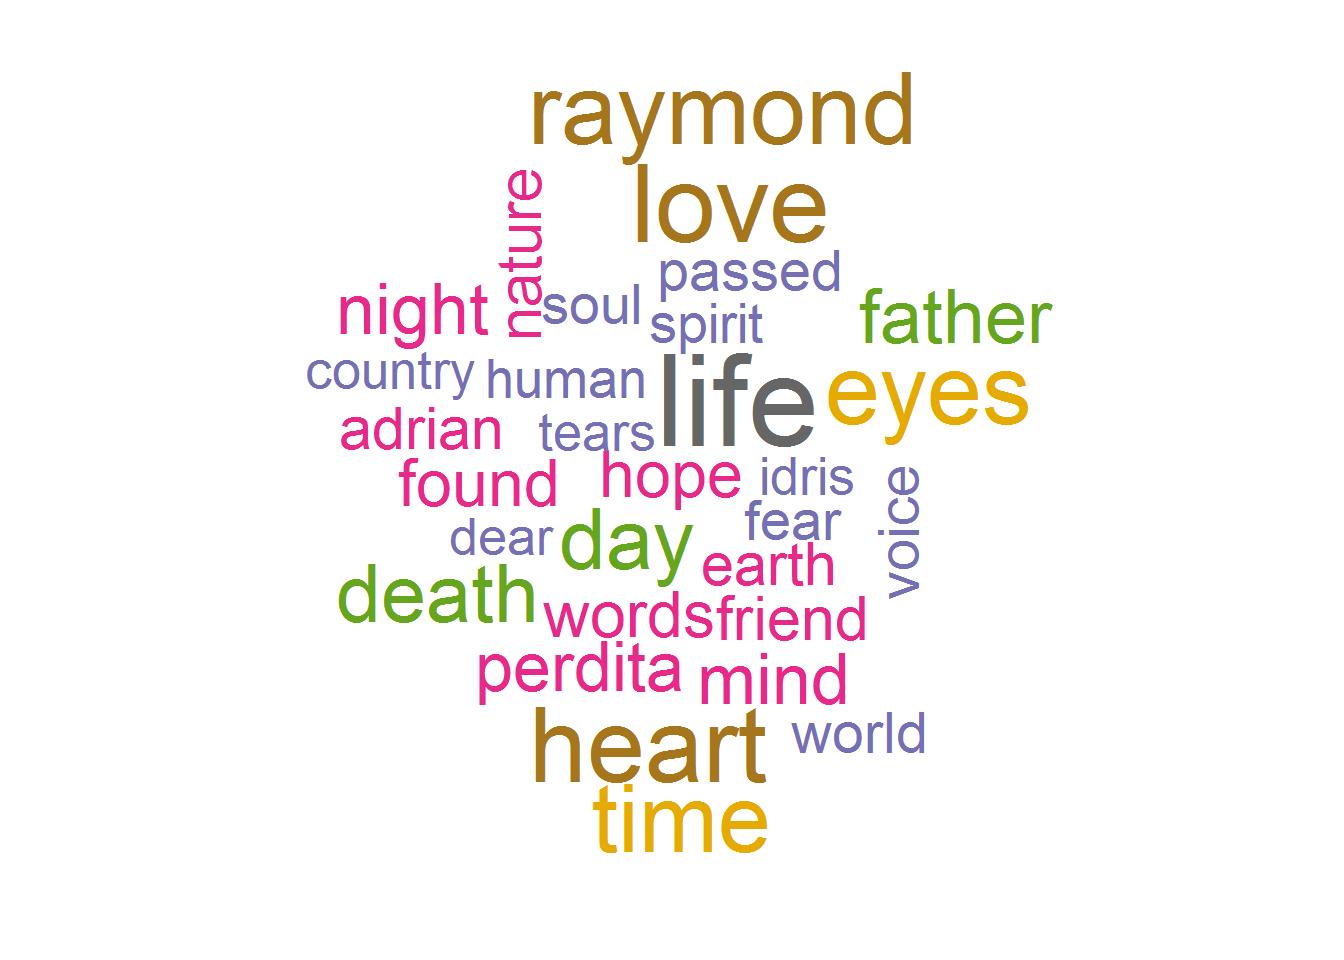 raymond
love
nature
passed
soul
spirit
night
father
country
human
life
eyes
adrian
tears
found
hope
idris
voice
dear
day
fear
earth
death
words
friend
perdita
mind
heart
world
time